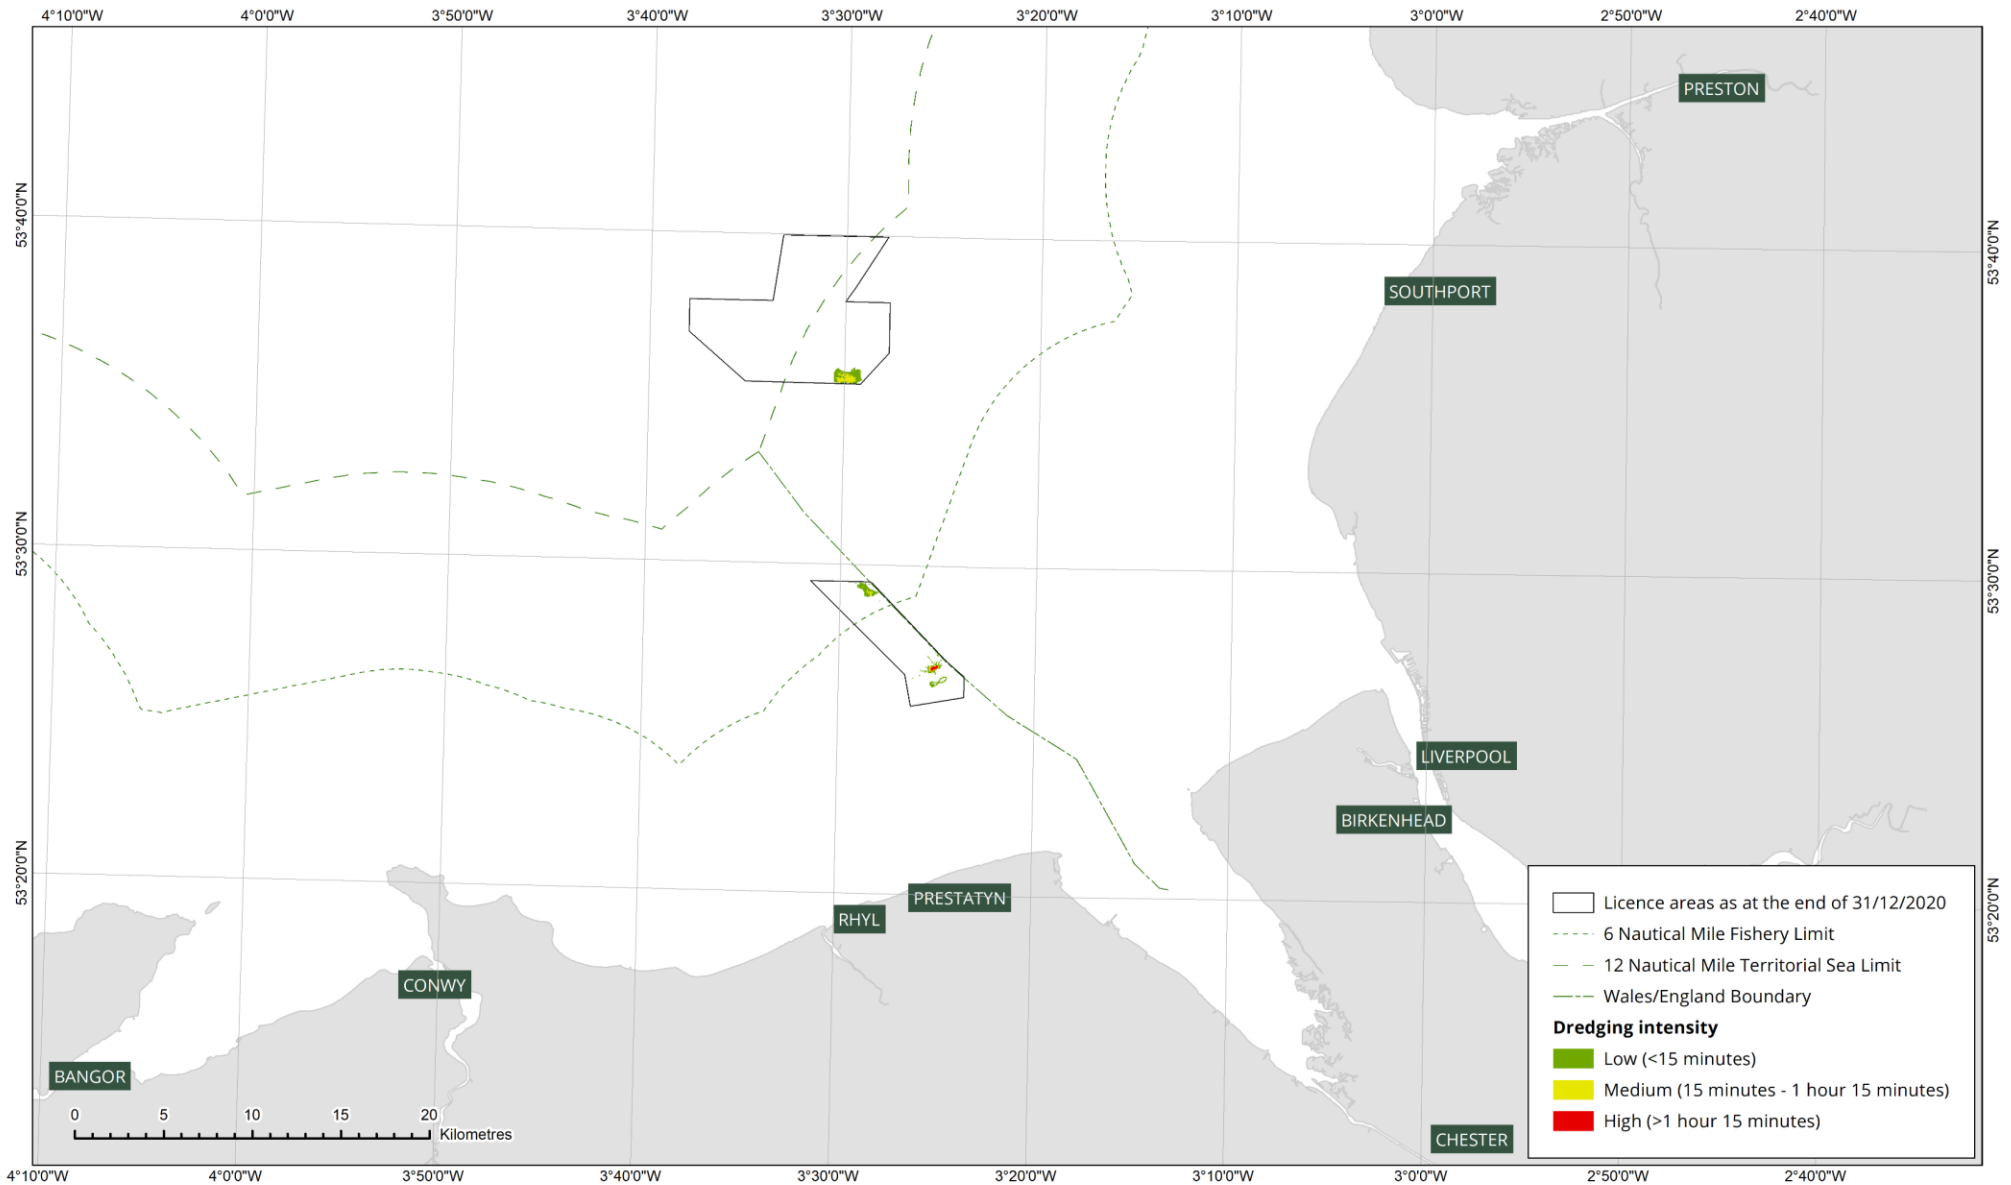 4°10'0"W 4°0'0"W 3°50'0"W 3°40'0"W 3°30'0"W 3°20'0"W 3°10'0"W 3°0'0"W 2°50'0"W 2°40'0"W
PRESTON
53°40'0"N
53°40'0"N
SOUTHPORT
53°30'0"N
53°30'0"N
LIVERPOOL
BIRKENHEAD
53°20'0"N
53°20'0"N
PRESTATYN
RHYL
CONWY
BANGOR
CHESTER
0 5 10 15 20
Kilometres
Licence areas as at the end of 31/12/2020
6 Nautical Mile Fishery Limit
12 Nautical Mile Territorial Sea Limit
Wales/England Boundary
Dredging intensity
Low (<15 minutes)
Medium (15 minutes - 1 hour 15 minutes)
High (>1 hour 15 minutes)
4°10'0"W 4°0'0"W 3°50'0"W 3°40'0"W 3°30'0"W 3°20'0"W 3°10'0"W 3°0'0"W 2°50'0"W 2°40'0"W